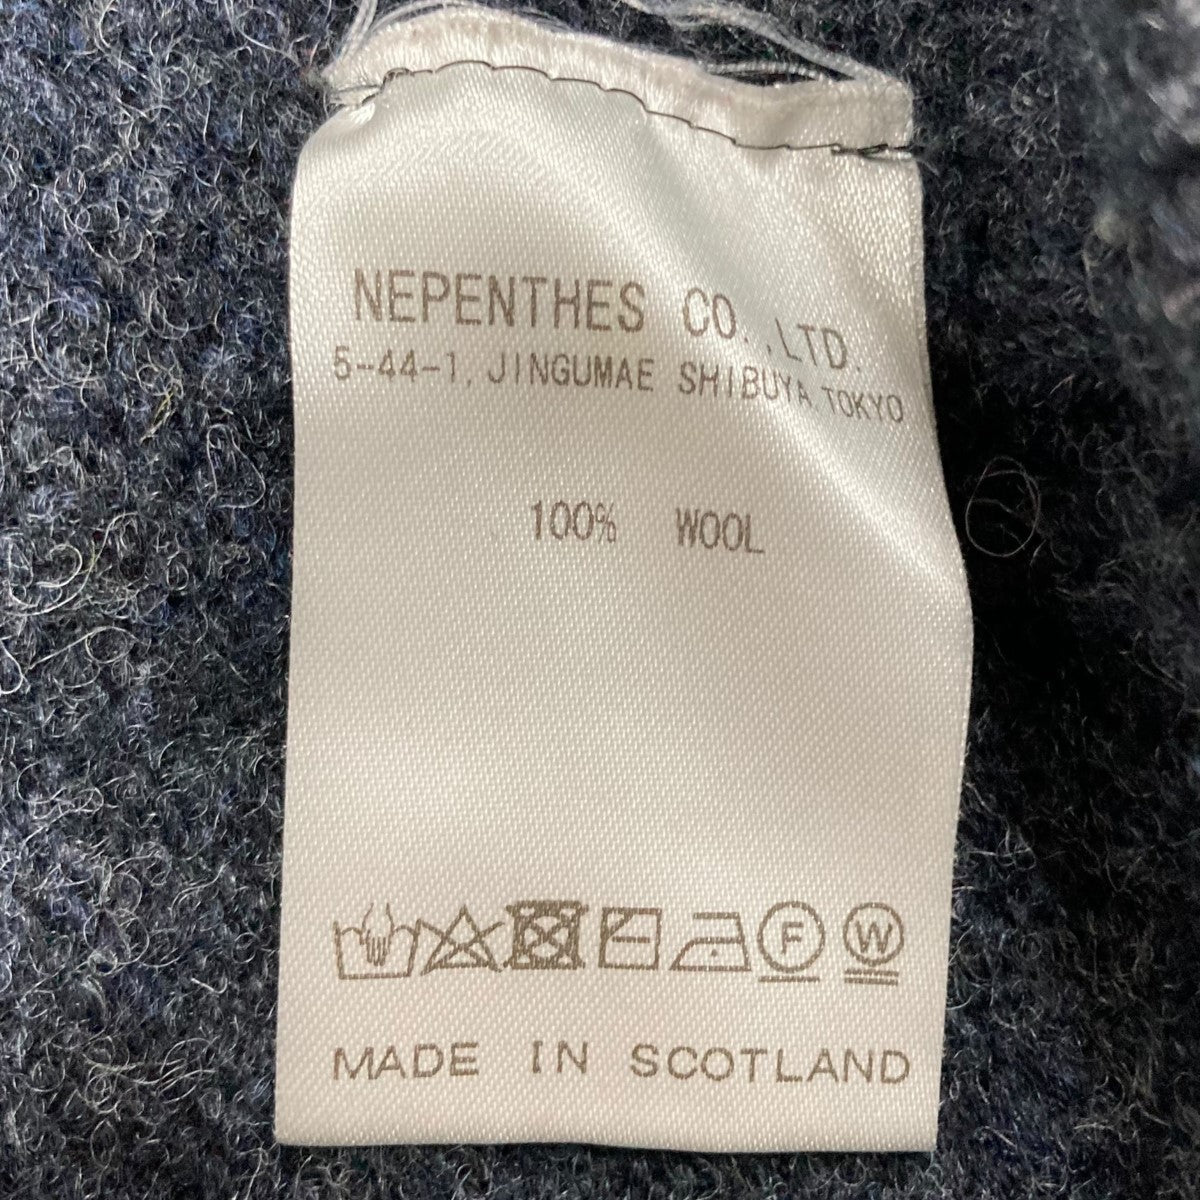 NEPENTHES CO.,LTD.
5-44-1, JINGUMAE SHIBUYA TOKYO
100% WOOL
F W
MADE IN SCOTLAND